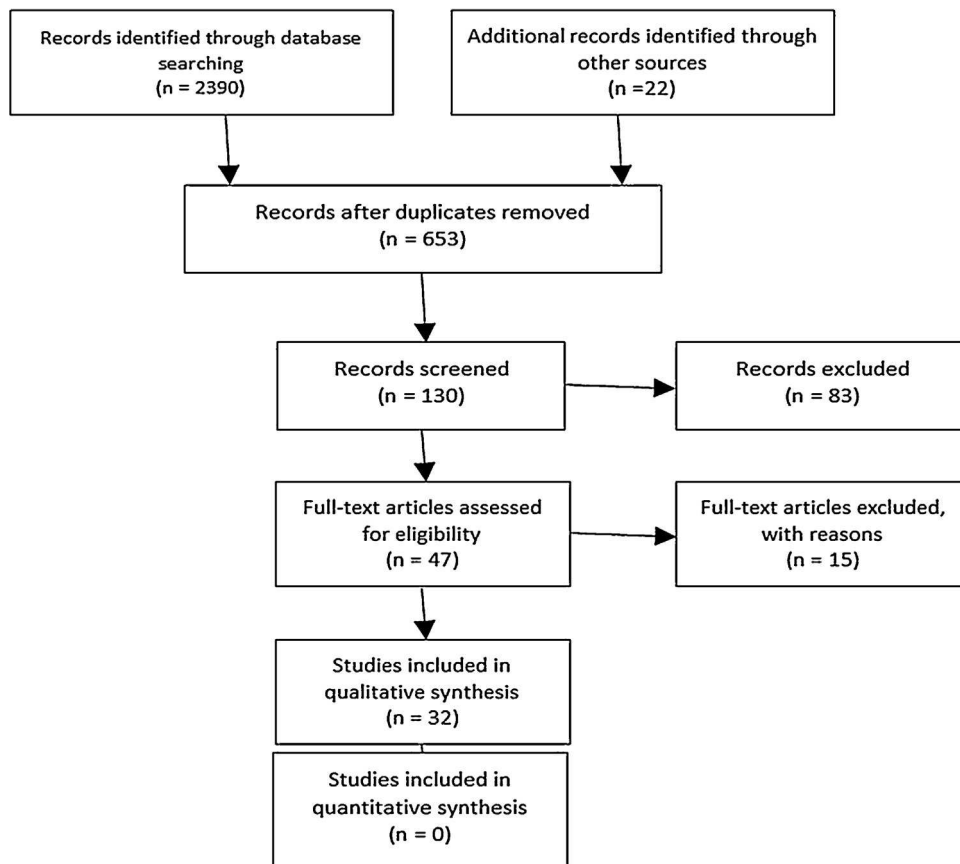 Records identified through database
searching
(n = 2390)
Additional records identified through
other sources
(n =22)
Records after duplicates removed
(n = 653)
Records screened
(n = 130)
Records excluded
(n = 83)
Full-text articles assessed
for eligibility
(n = 47)
Full-text articles excluded,
with reasons
(n = 15)
Studies included in
qualitative synthesis
(n = 32)
Studies included in
quantitative synthesis
(n = 0)